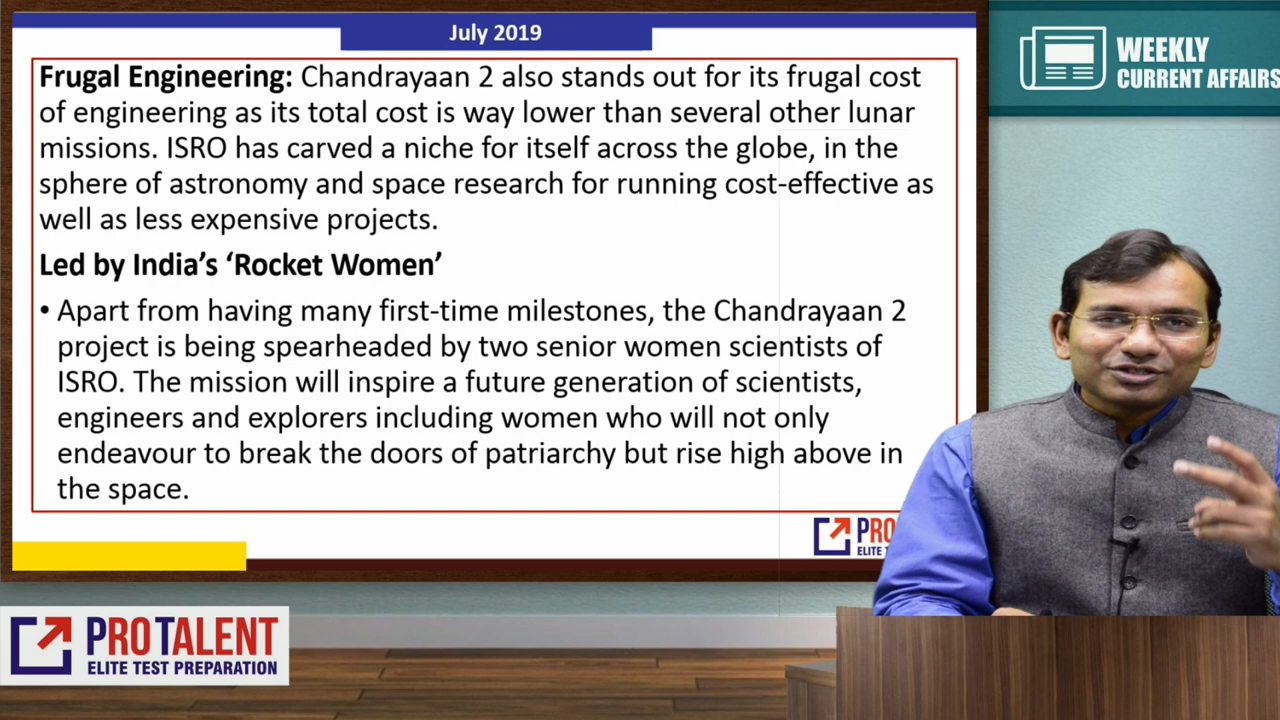 July 2019
Frugal Engineering: Chandrayaan 2 also stands out for its frugal cost
of engineering as its total cost is way lower than several other lunar
missions. ISRO has carved a niche for itself across the globe, in the
sphere of astronomy and space research for running cost-effective as
well as less expensive projects.
Led by India’s ‘Rocket Women’
• Apart from having many first-time milestones, the Chandrayaan 2
project is being spearheaded by two senior women scientists of
ISRO. The mission will inspire a future generation of scientists,
engineers and explorers including women who will not only
endeavour to break the doors of patriarchy but rise high above in
the space.
PRO
ELITE
WEEKLY
CURRENT AFFAIRS
PRO TALENT
ELITE TEST PREPARATION